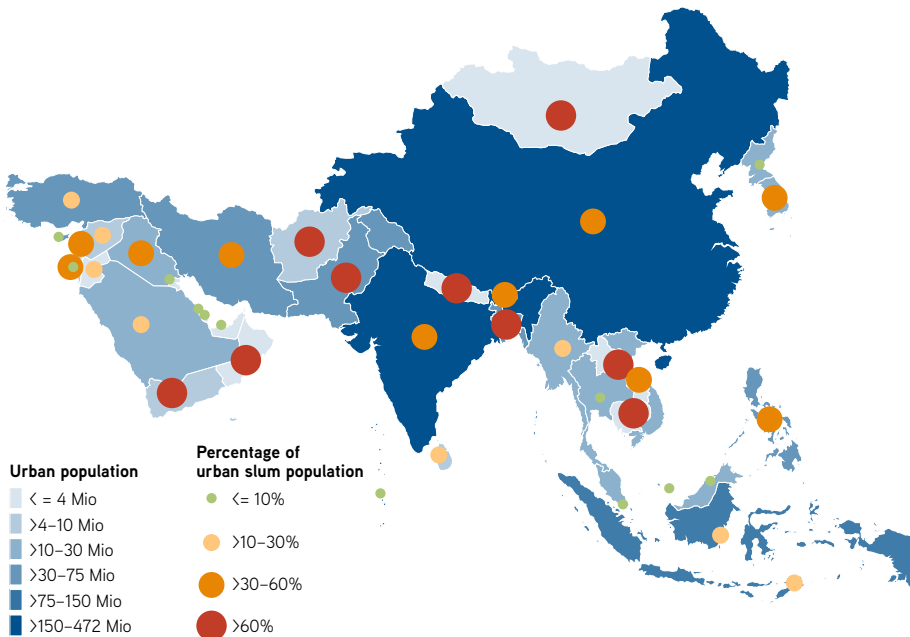 Urban population
< = 4 Mio
>4–10 Mio
>10–30 Mio
>30–75 Mio
>75–150 Mio
>150–472 Mio
Percentage of
urban slum population
<= 10%
>10–30%
>30–60%
>60%